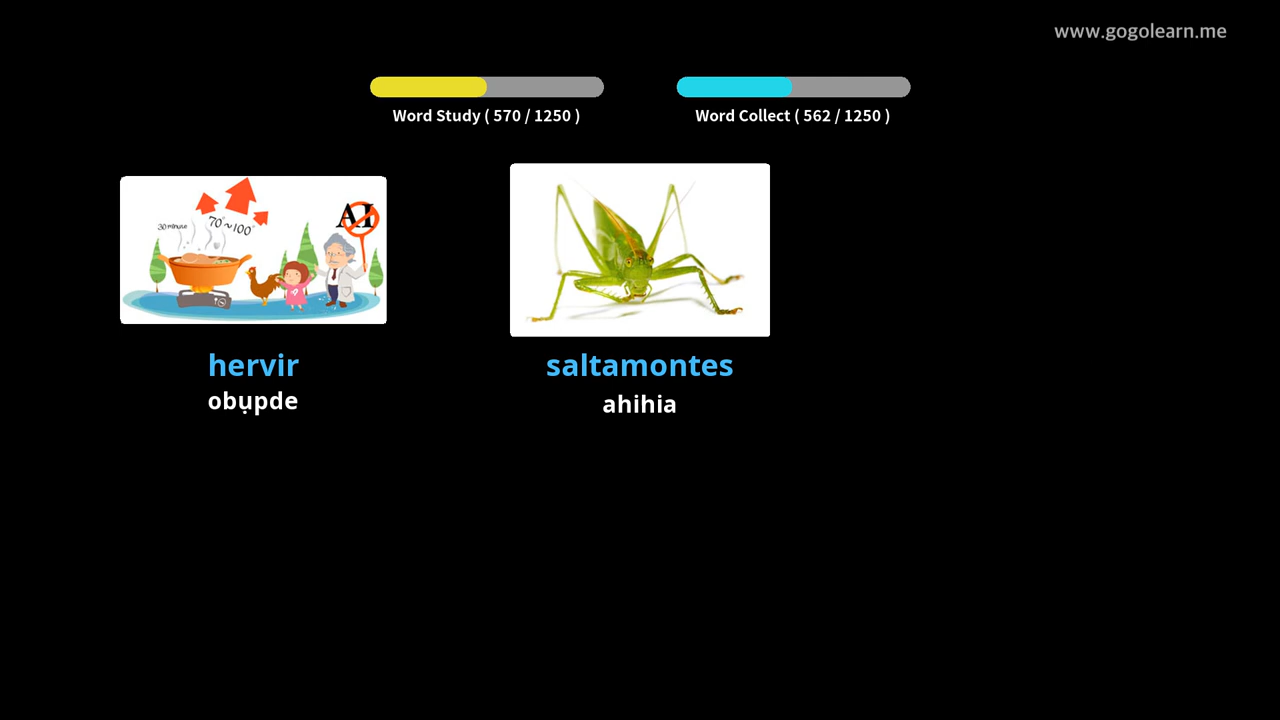 www.gogolearn.me
Word Study ( 570 / 1250 )
Word Collect ( 562 / 1250 )
30 minute
70°~100°
AI
hervir
saltamontes
obụpde
ahihia